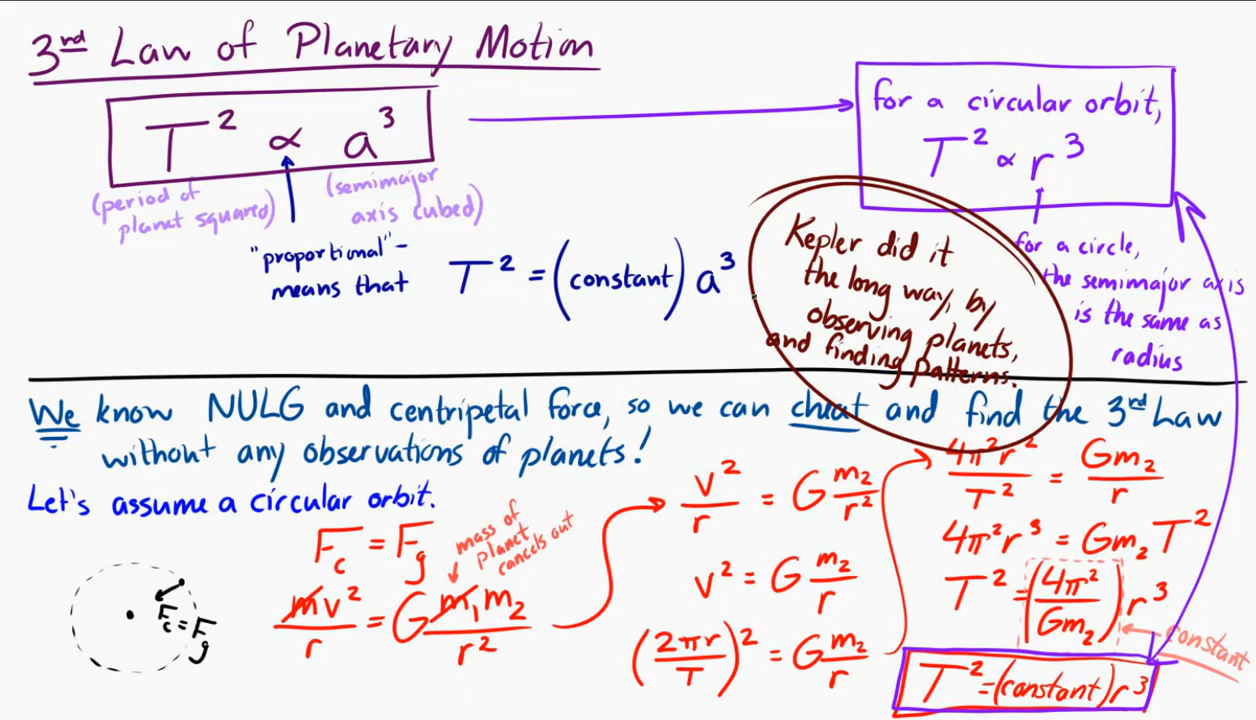 3rd Law of Planetary Motion
T² ∝ a³
(period of planet squared)
(semimajor axis cubed)
"proportional" -
means that
T² = (constant) a³
for a circular orbit,
T² ∝ r³
for a circle,
the semimajor axis
is the same as
radius
Kepler did it
the long way, by
observing planets,
and finding patterns.
We know NULG and centripetal force, so we can cheat and find the 3rd Law
without any observations of planets!
Let's assume a circular orbit.
Fc = Fg
Fc = Fg
mass of
planet
cancels out
mv²/r = G m₁m₂/r²
v²/r = G m₂/r²
v² = G m₂/r
(2πr/T)² = G m₂/r
4π²r²/T² = Gm₂/r
4π²r³ = Gm₂T²
T² = (4π²/Gm₂) r³
constant
T² = (constant) r³